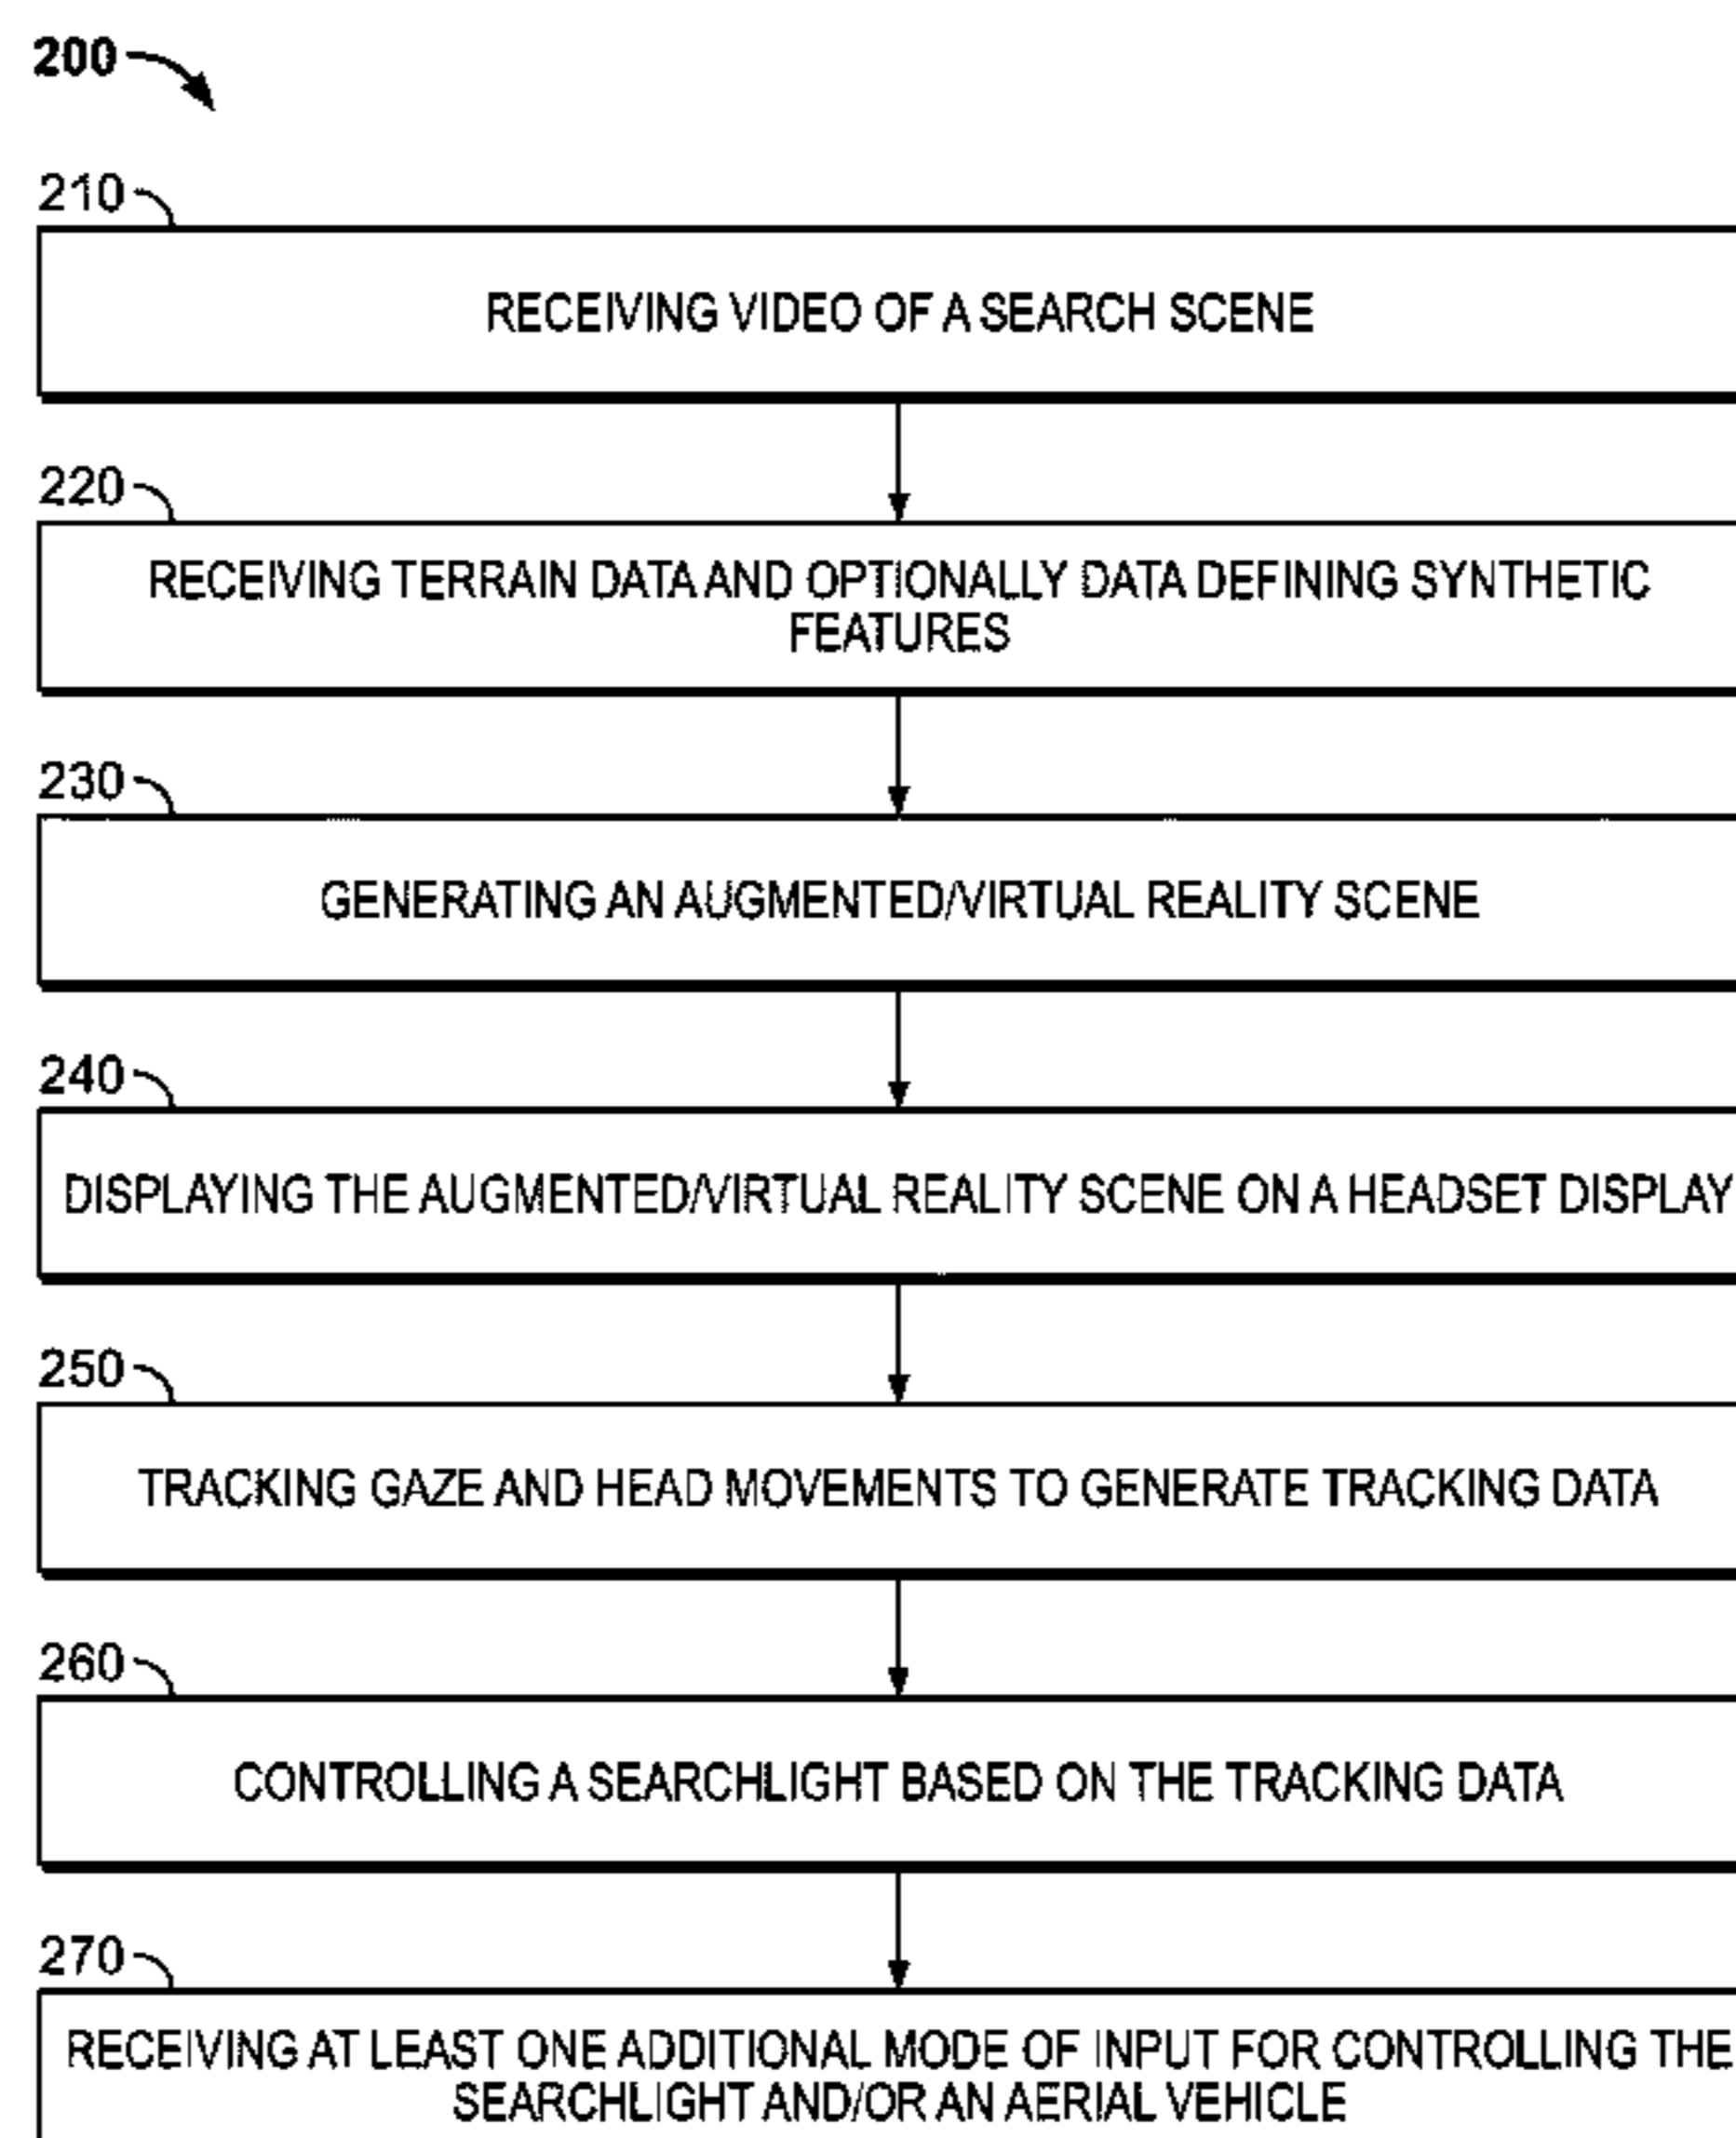 200
210
RECEIVING VIDEO OF A SEARCH SCENE
220
RECEIVING TERRAIN DATA AND OPTIONALLY DATA DEFINING SYNTHETIC
FEATURES
230
GENERATING AN AUGMENTED/VIRTUAL REALITY SCENE
240
DISPLAYING THE AUGMENTED/VIRTUAL REALITY SCENE ON A HEADSET DISPLAY
250
TRACKING GAZE AND HEAD MOVEMENTS TO GENERATE TRACKING DATA
260
CONTROLLING A SEARCHLIGHT BASED ON THE TRACKING DATA
270
RECEIVING AT LEAST ONE ADDITIONAL MODE OF INPUT FOR CONTROLLING THE
SEARCHLIGHT AND/OR AN AERIAL VEHICLE